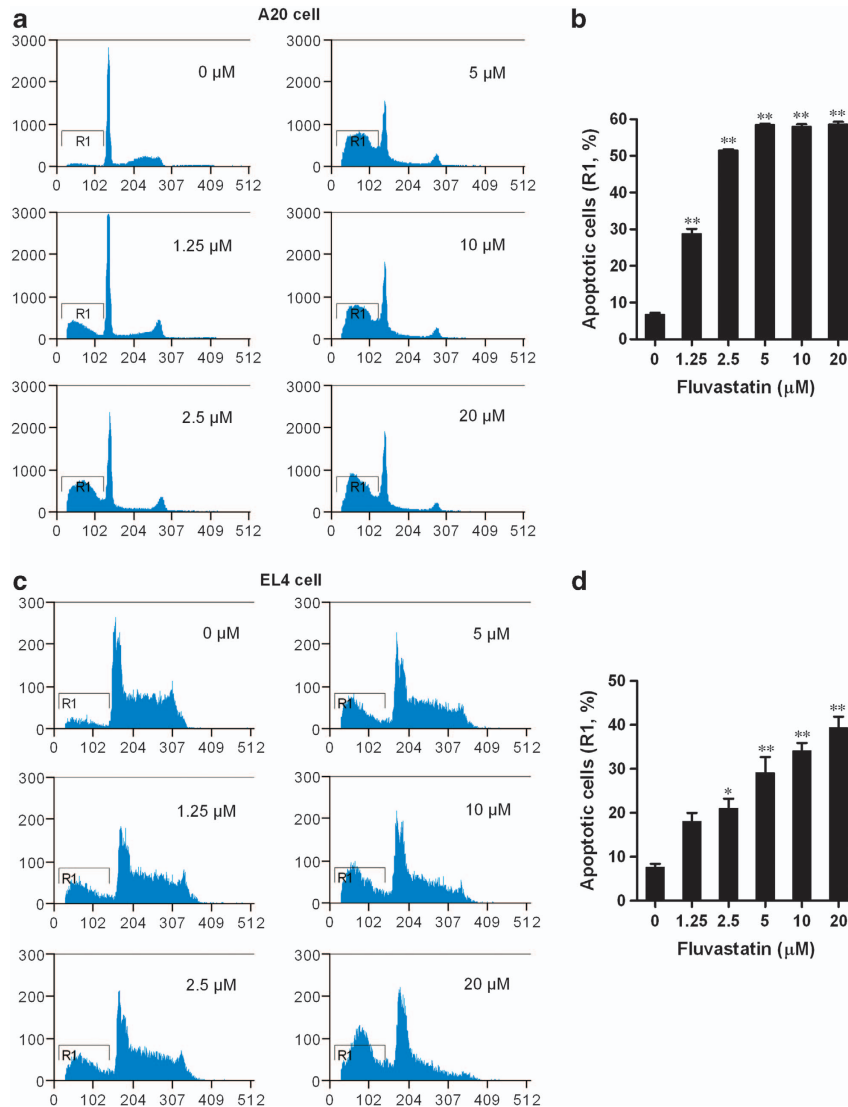 a
A20 cell
3000
2000
1000
0
R1
0 µM
0 102 204 307 409 512
3000
2000
1000
0
R1
5 µM
0 102 204 307 409 512
3000
2000
1000
0
R1
1.25 µM
0 102 204 307 409 512
3000
2000
1000
0
R1
10 µM
0 102 204 307 409 512
3000
2000
1000
0
R1
2.5 µM
0 102 204 307 409 512
3000
2000
1000
0
R1
20 µM
0 102 204 307 409 512
b
Apoptotic cells (R1, %)
60
50
40
30
20
10
0
** ** ** ** **
0 1.25 2.5 5 10 20
Fluvastatin (µM)
c
EL4 cell
300
200
100
0
R1
0 µM
0 102 204 307 409 512
300
200
100
0
R1
5 µM
0 102 204 307 409 512
300
200
100
0
R1
1.25 µM
0 102 204 307 409 512
300
200
100
0
R1
10 µM
0 102 204 307 409 512
300
200
100
0
R1
2.5 µM
0 102 204 307 409 512
300
200
100
0
R1
20 µM
0 102 204 307 409 512
d
Apoptotic cells (R1, %)
50
40
30
20
10
0
* ** ** **
0 1.25 2.5 5 10 20
Fluvastatin (µM)